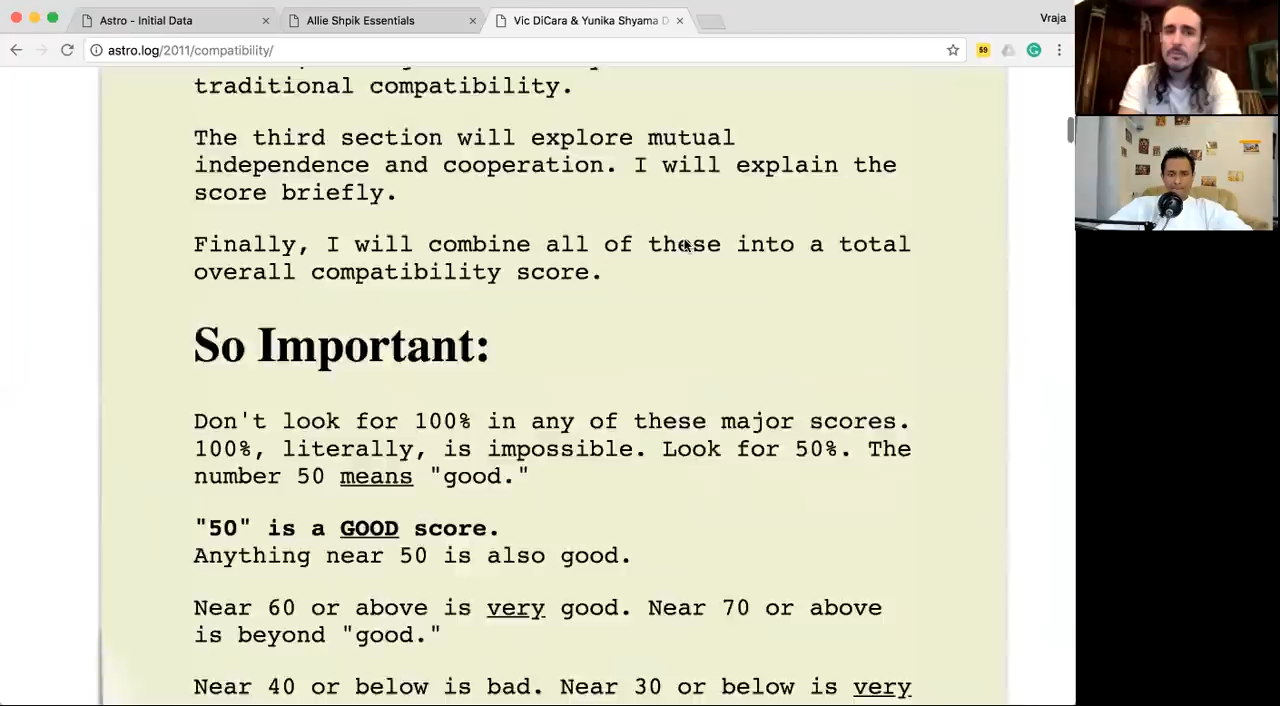 Astro - Initial Data
Allie Shpik Essentials
Vic DiCara & Yunika Shyama D
Vraja
astro.log/2011/compatibility/
59
traditional compatibility.
The third section will explore mutual
independence and cooperation. I will explain the
score briefly.
Finally, I will combine all of these into a total
overall compatibility score.
So Important:
Don't look for 100% in any of these major scores.
100%, literally, is impossible. Look for 50%. The
number 50 means "good."
"50" is a GOOD score.
Anything near 50 is also good.
Near 60 or above is very good. Near 70 or above
is beyond "good."
Near 40 or below is bad. Near 30 or below is very